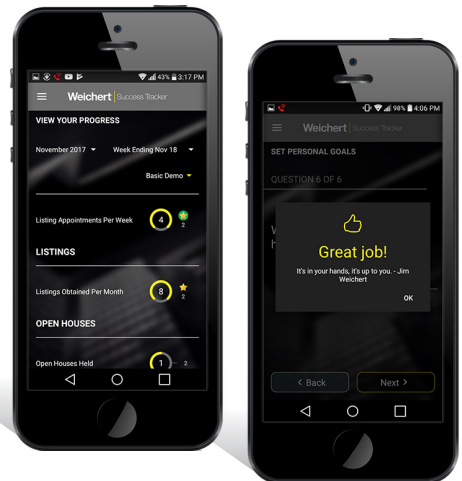 43% 3:17 PM
Weichert Success Tracker
VIEW YOUR PROGRESS
November 2017 Week Ending Nov 18
Basic Demo
Listing Appointments Per Week 4 2
LISTINGS
Listings Obtained Per Month 8 2
OPEN HOUSES
Open Houses Held 1 2
98% 4:06 PM
Weichert Success Tracker
SET PERSONAL GOALS
QUESTION 6 OF 6
Great job!
It's in your hands, it's up to you. - Jim
Weichert
OK
< Back Next >